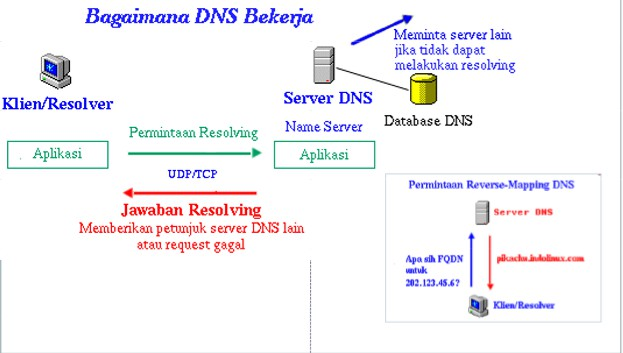 Bagaimana DNS Bekerja
Meminta server lain
jika tidak dapat
melakukan resolving
Klien/Resolver
Server DNS
Name Server
Database DNS
Permintaan Resolving
Aplikasi
Aplikasi
UDP/TCP
Jawaban Resolving
Memberikan petunjuk server DNS lain
atau request gagal
Permintaan Reverse-Mapping DNS
Server DNS
Apa sih FQDN
untuk
202.123.45.6?
pikachu.indolinux.com
Klien/Resolver